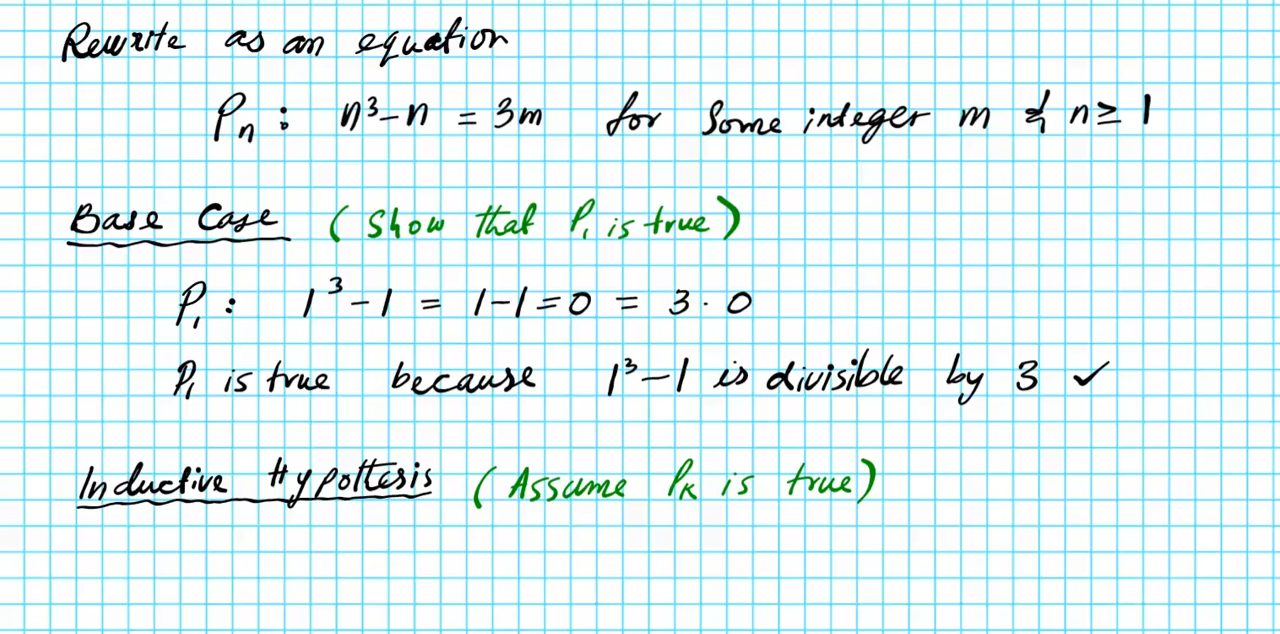 Rewrite as an equation
Pₙ : n³-n = 3m for some integer m & n ≥ 1
Base Case (Show that P₁ is true)
P₁ : 1³-1 = 1-1=0 = 3·0
P₁ is true because 1³-1 is divisible by 3 ✓
Inductive Hypothesis (Assume Pₖ is true)